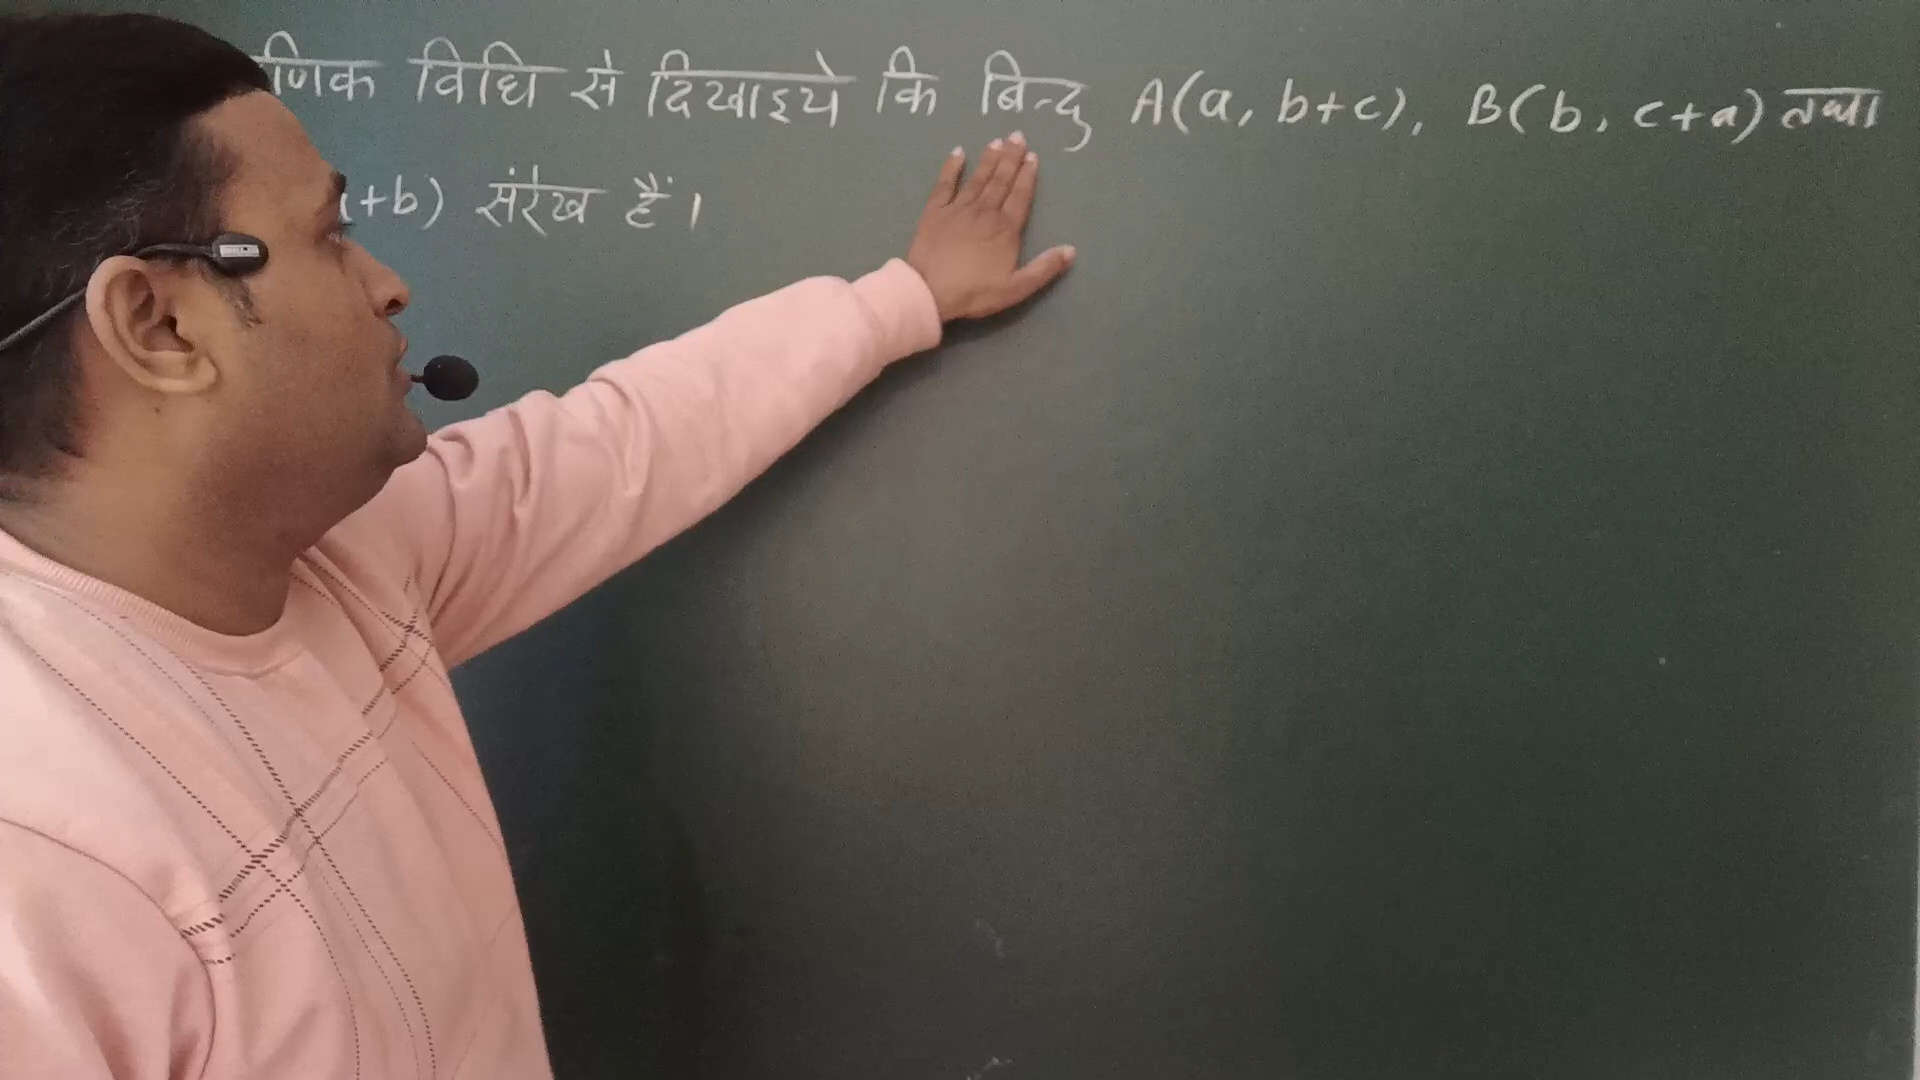 णिक विधि से दिखाइये कि बिन्दु A(a, b+c), B(b, c+a) तथा
+b) संरेख हैं।